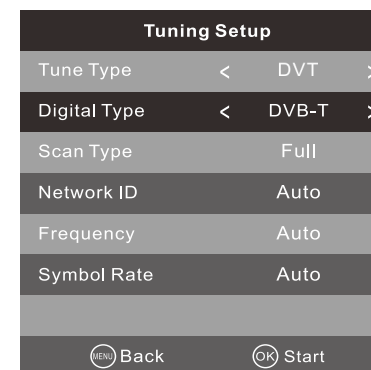 Tuning Setup
Tune Type < DVT >
Digital Type < DVB-T >
Scan Type Full
Network ID Auto
Frequency Auto
Symbol Rate Auto
MENU Back OK Start